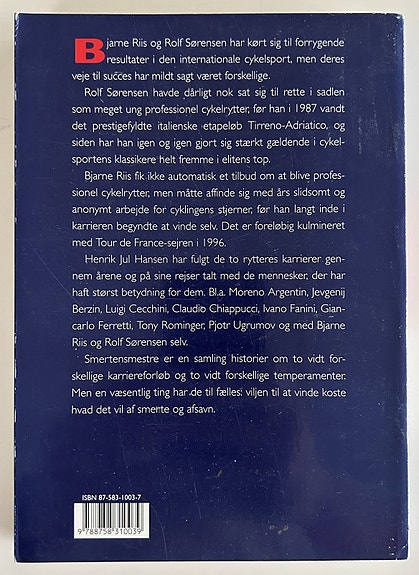 Bjarne Riis og Rolf Sørensen har kørt sig til forrygende
resultater i den internationale cykelsport, men deres
veje til succes har mildt sagt været forskellige.
Rolf Sørensen havde dårligt nok sat sig til rette i sadlen
som meget ung professionel cykelrytter, før han i 1987 vandt
det prestigefyldte italienske etapeløb Tirreno-Adriatico, og
siden har han igen og igen gjort sig stærkt gældende i cykel-
sportens klassikere helt fremme i elitens top.
Bjarne Riis fik ikke automatisk et tilbud om at blive profes-
sionel cykelrytter, men måtte affinde sig med års slidsomt og
anonymt arbejde for cyklingens stjerner, før han langt inde i
karrieren begyndte at vinde selv. Det er foreløbig kulmineret
med Tour de France-sejren i 1996.
Henrik Jul Hansen har fulgt de to rytteres karrierer gen-
nem årene og på sine rejser talt med de mennesker, der har
haft størst betydning for dem. Bl.a. Moreno Argentin, Jevgenij
Berzin, Luigi Cecchini, Claudio Chiappucci, Ivano Fanini, Gian-
carlo Ferretti, Tony Rominger, Pjotr Ugrumov og med Bjarne
Riis og Rolf Sørensen selv.
Smertensmestre er en samling historier om to vidt for-
skellige karriereforløb og to vidt forskellige temperamenter.
Men en væsentlig ting har de til fælles: viljen til at vinde koste
hvad det vil af smerte og afsavn.
ISBN 87-583-1003-7
9 788758 310039